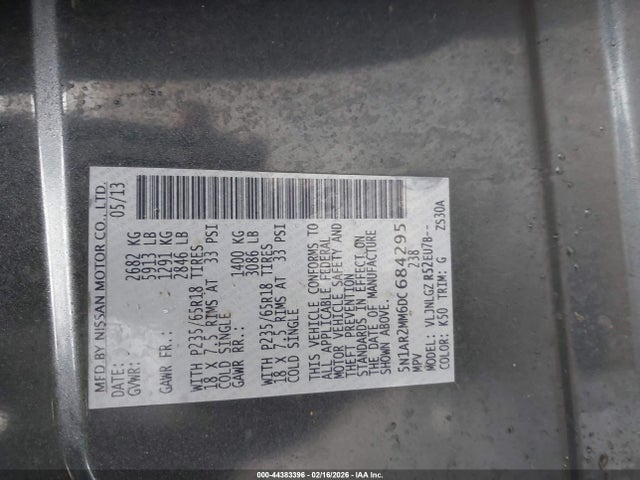 MFD.BY NISSAN MOTOR CO.,LTD.
DATE: 05/13
GVWR: 2682 KG
5913 LB
GAWR FR.: 1291 KG
2846 LB
WITH P235/65R18 TIRES
18 X 7.5 RIMS AT 33 PSI
COLD SINGLE
GAWR RR.: 1400 KG
3086 LB
WITH P235/65R18 TIRES
18 X 7.5 RIMS AT 33 PSI
COLD SINGLE
THIS VEHICLE CONFORMS TO
ALL APPLICABLE FEDERAL
MOTOR VEHICLE SAFETY AND
THEFT PREVENTION
STANDARDS IN EFFECT ON
THE DATE OF MANUFACTURE
SHOWN ABOVE.
5N1AR2MM6DC684295
MPV 238
MODEL: VLJNLGZ R52EU7B--
COLOR: K50 TRIM: G ZS30A
000-44383396 - 02/16/2026 - IAA Inc.